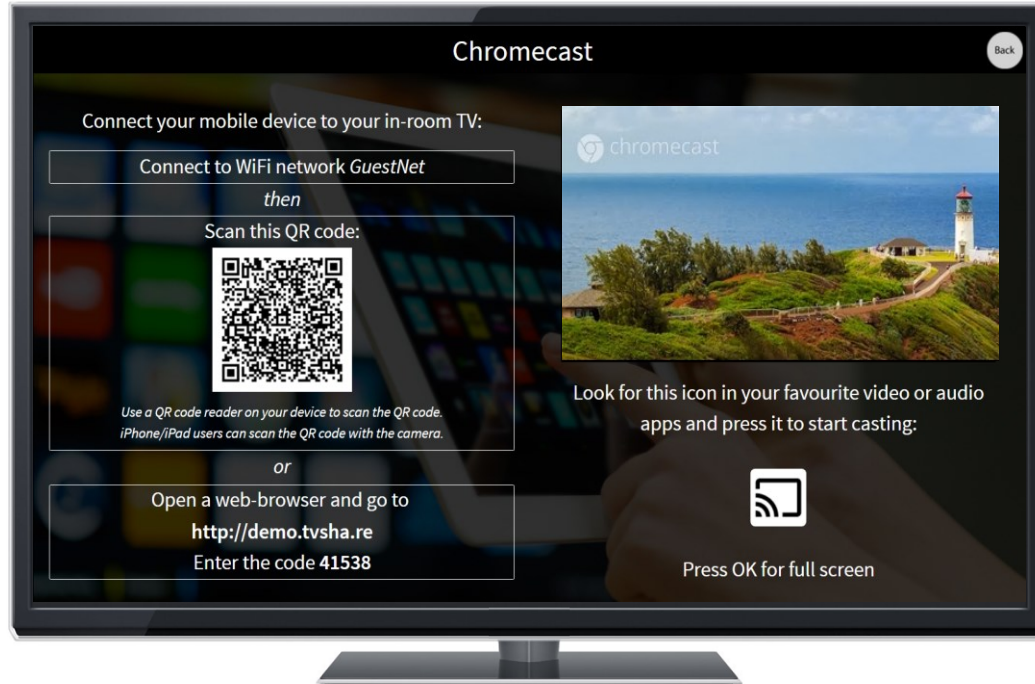 Chromecast
Back
Connect your mobile device to your in-room TV:
Connect to WiFi network GuestNet
then
Scan this QR code:
Use a QR code reader on your device to scan the QR code.
iPhone/iPad users can scan the QR code with the camera.
or
Open a web-browser and go to
http://demo.tvsha.re
Enter the code 41538
chromecast
Look for this icon in your favourite video or audio
apps and press it to start casting:
Press OK for full screen